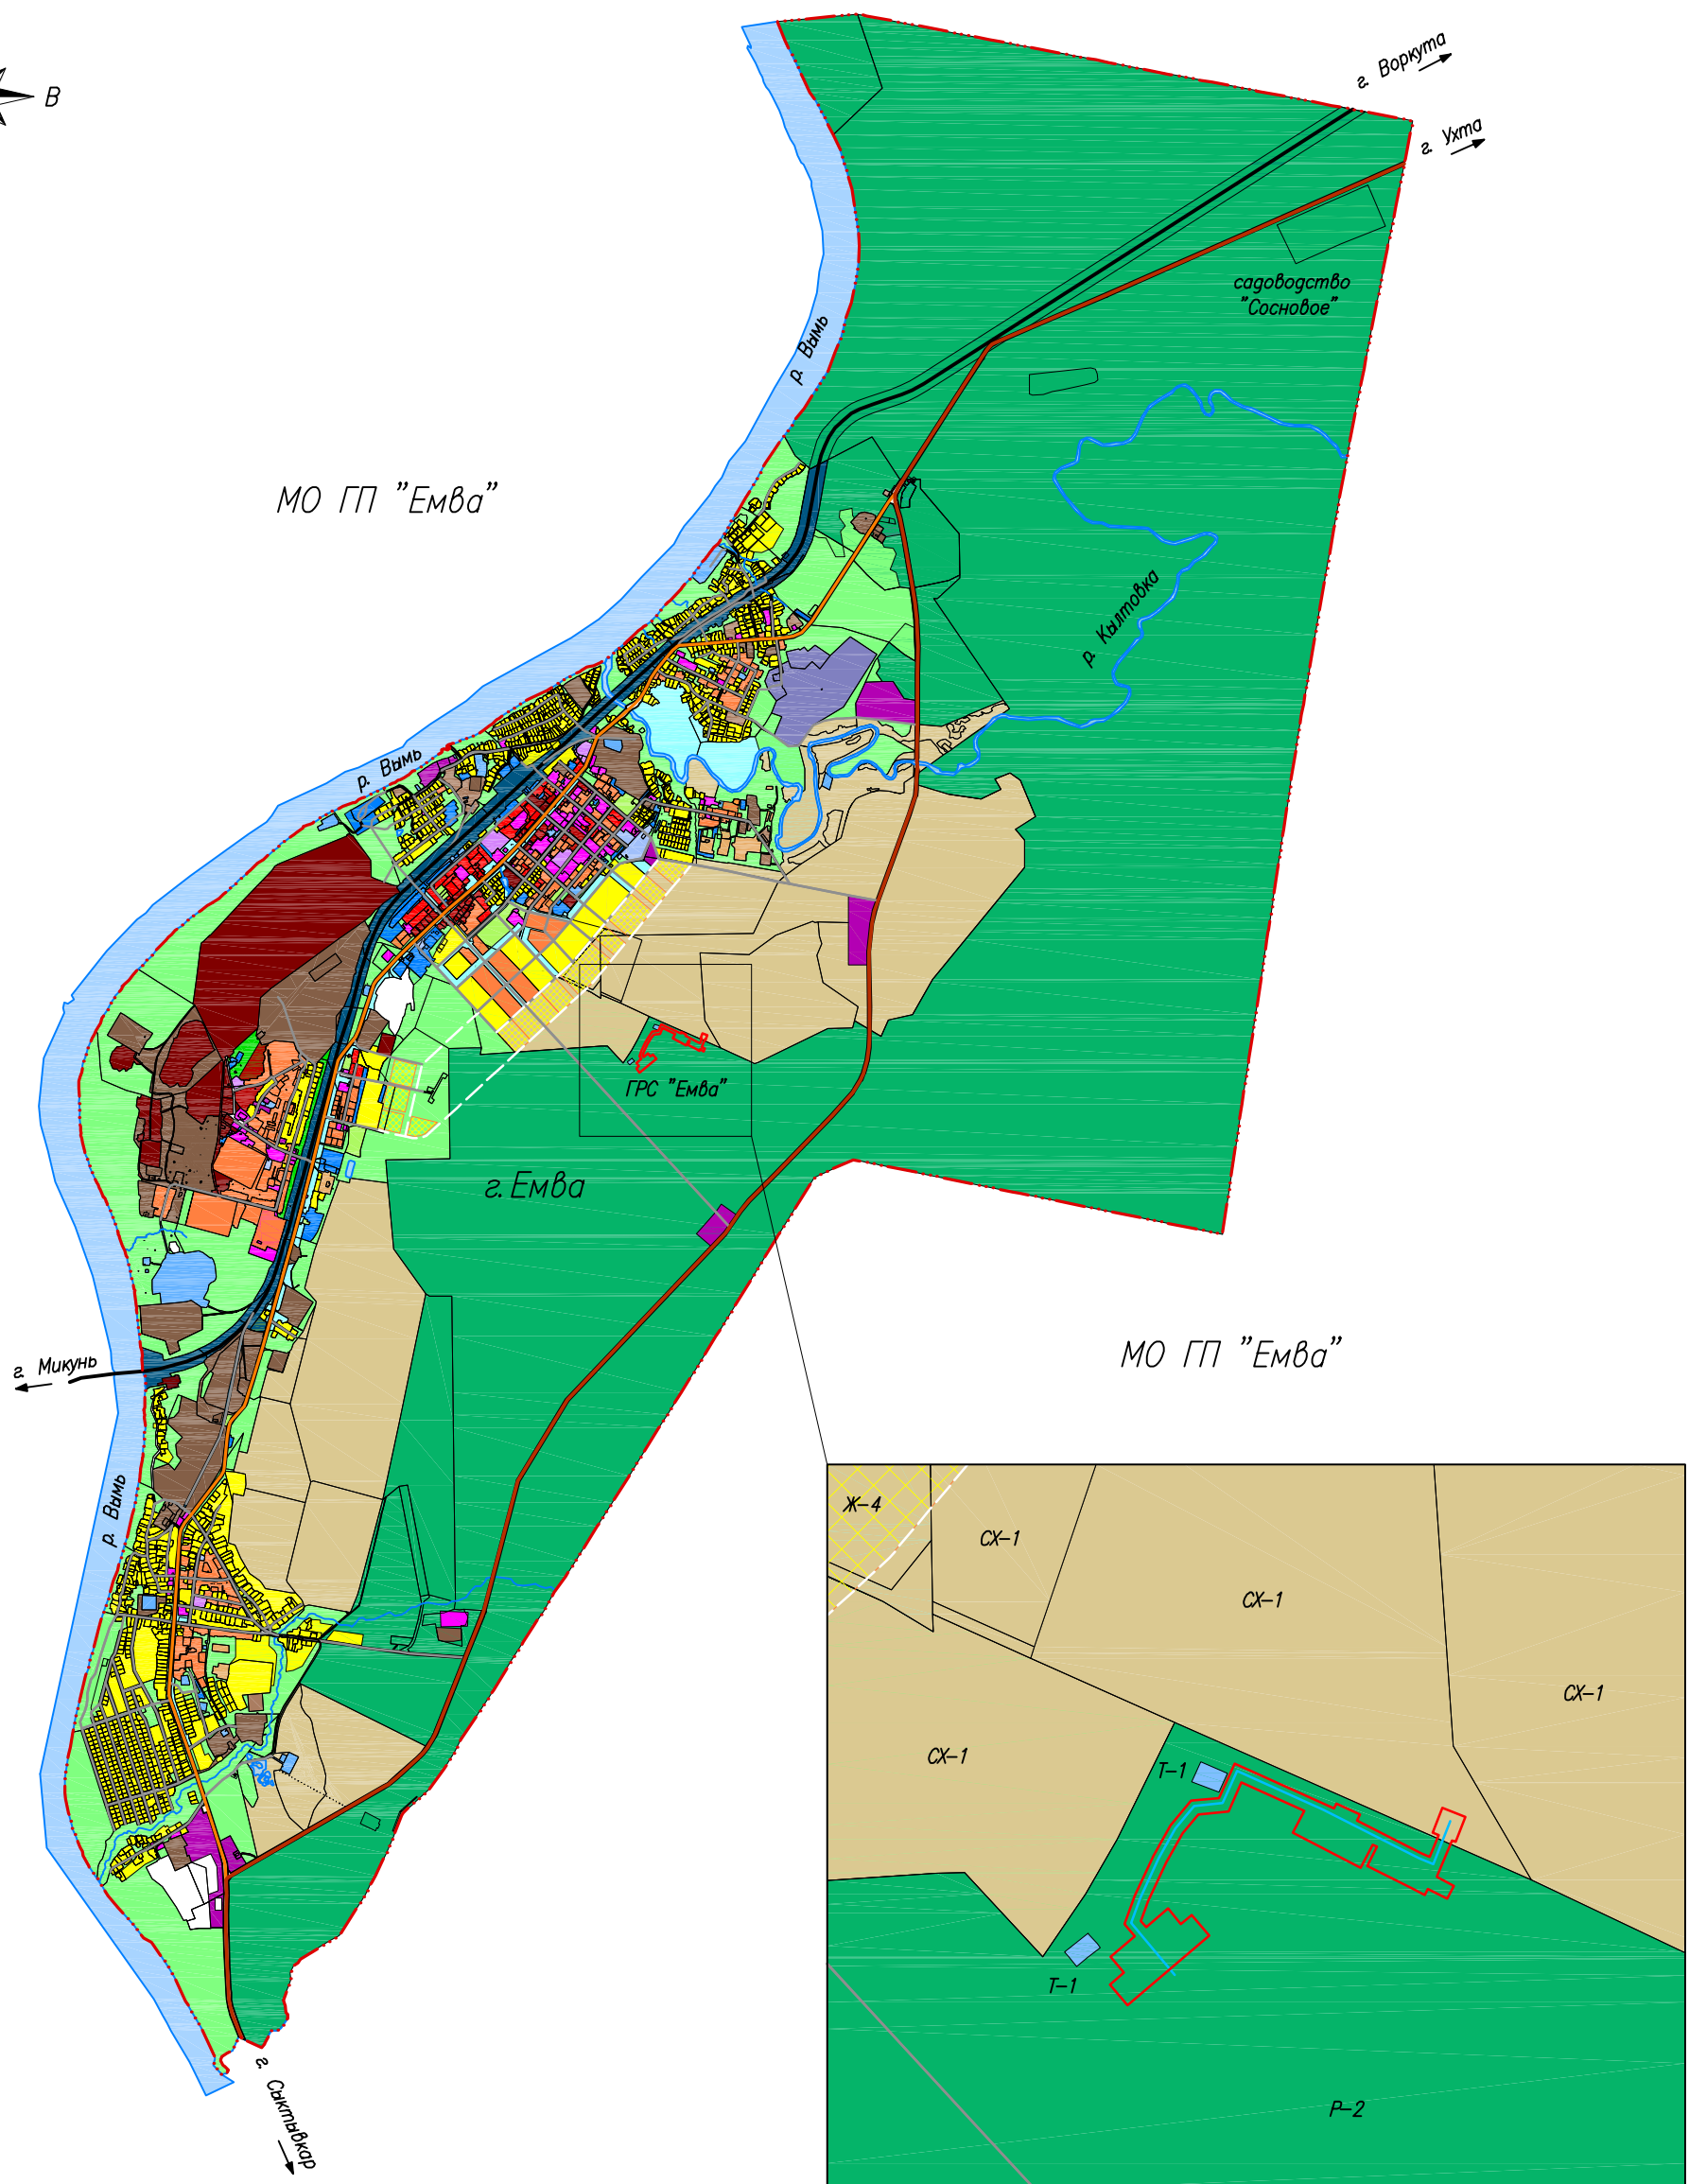 г. Воркута
В
г. Ухта
садоводство
"Сосновое"
р. Вымь
МО ГП "Емва"
р. Кылтовка
р. Вымь
ГРС "Емва"
г. Емва
МО ГП "Емва"
г. Микунь
р. Вымь
Ж-4
СХ-1
СХ-1
СХ-1
СХ-1
Т-1
Т-1
Р-2
г. Сыктывкар